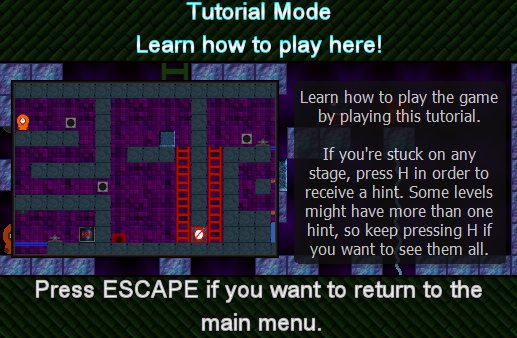 Tutorial Mode
Learn how to play here!
Learn how to play the game
by playing this tutorial.
If you're stuck on any
stage, press H in order to
receive a hint. Some levels
might have more than one
hint, so keep pressing H if
you want to see them all.
Press ESCAPE if you want to return to the
main menu.